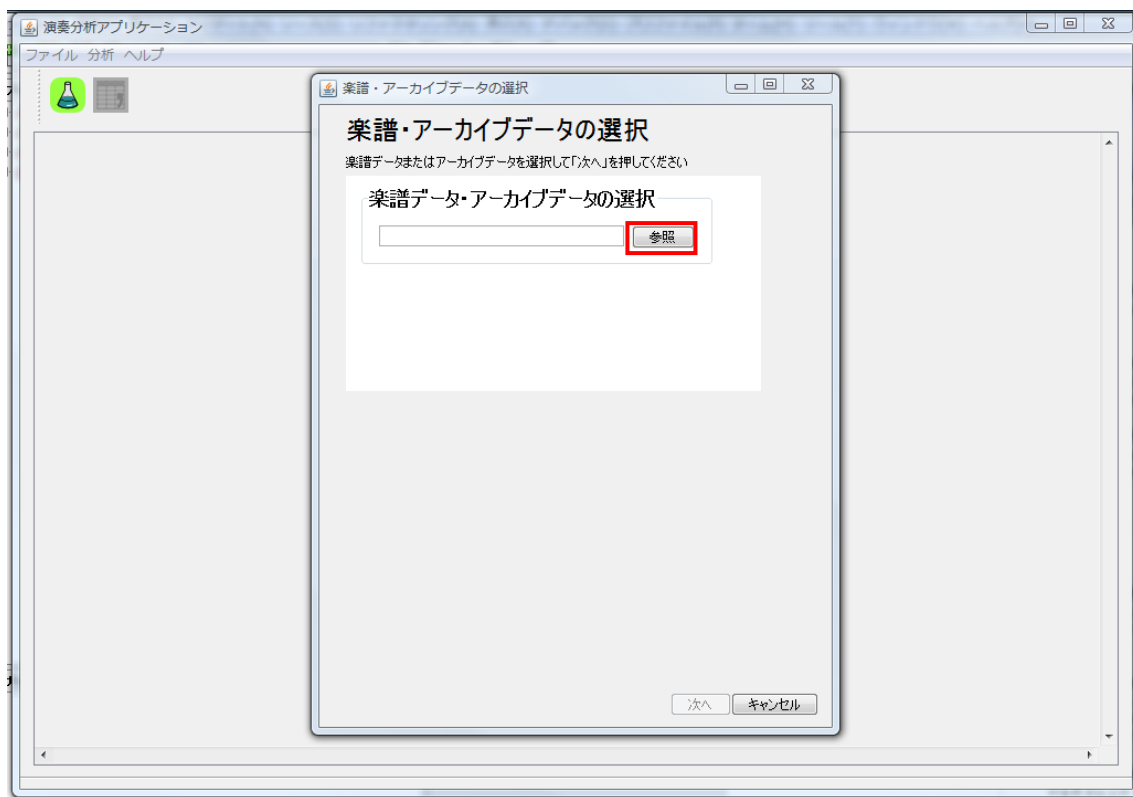 演奏分析アプリケーション
ファイル 分析 ヘルプ
楽譜・アーカイブデータの選択
楽譜・アーカイブデータの選択
楽譜データまたはアーカイブデータを選択して「次へ」を押してください
楽譜データ・アーカイブデータの選択
参照
次へ キャンセル